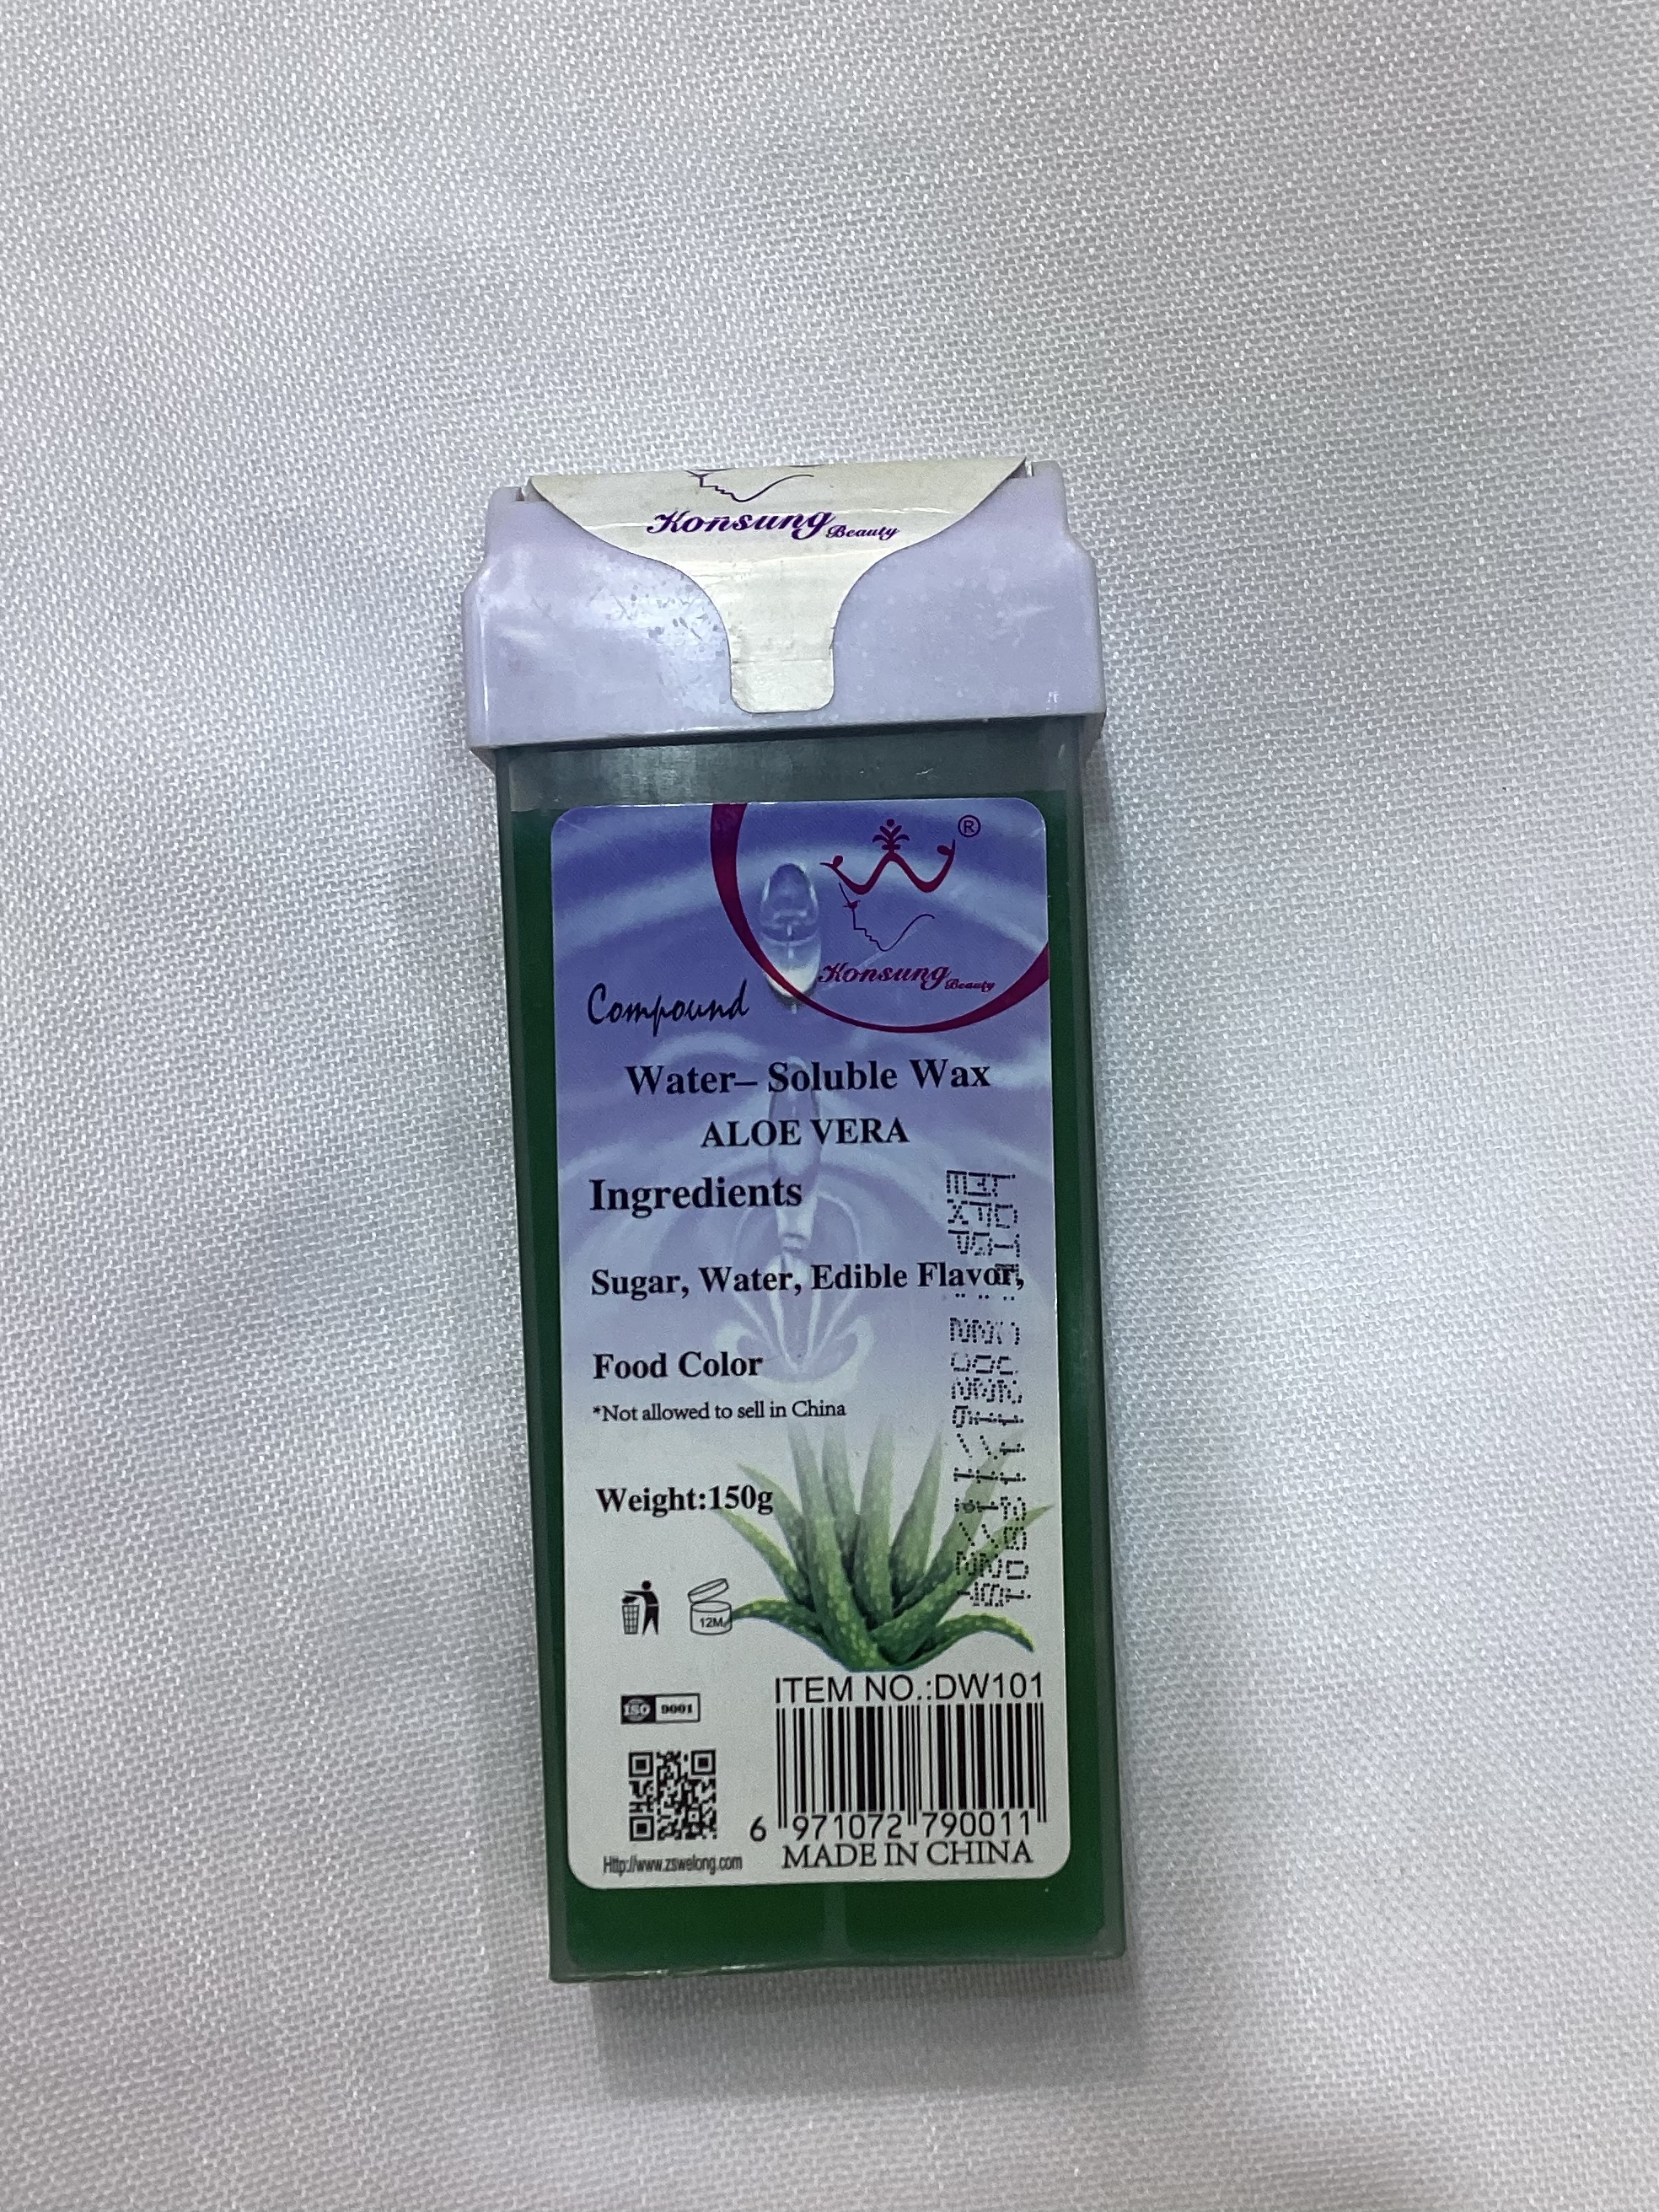 Konsung Beauty
®
Konsung Beauty
Compound
Water– Soluble Wax
ALOE VERA
Ingredients
Sugar, Water, Edible Flavor,
Food Color
*Not allowed to sell in China
Weight:150g
12M
ISO 9001
ITEM NO.:DW101
6 971072 790011
MADE IN CHINA
Http://www.zswelong.com